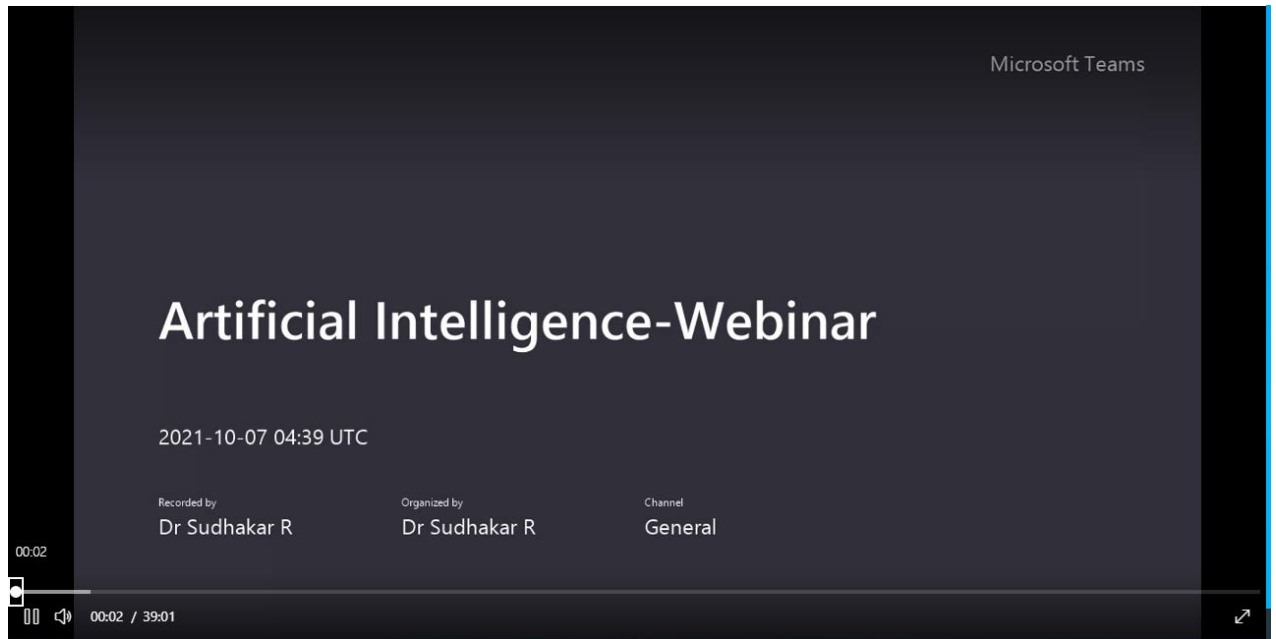 Microsoft Teams
Artificial Intelligence-Webinar
2021-10-07 04:39 UTC
Recorded by Organized by Channel
Dr Sudhakar R Dr Sudhakar R General
00:02
00:02 / 39:01